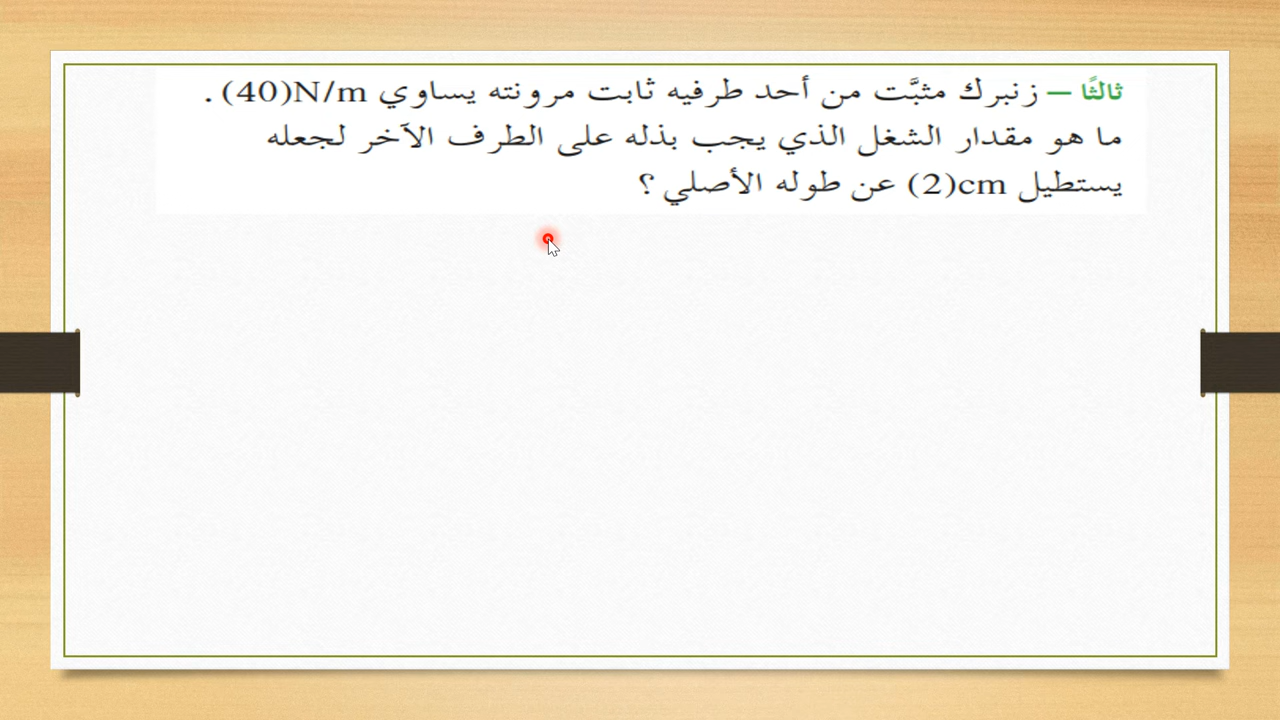 ثالثًا – زنبرك مثبَّت من أحد طرفيه ثابت مرونته يساوي (40)N/m .
ما هو مقدار الشغل الذي يجب بذله على الطرف الآخر لجعله
يستطيل (2)cm عن طوله الأصلي ؟